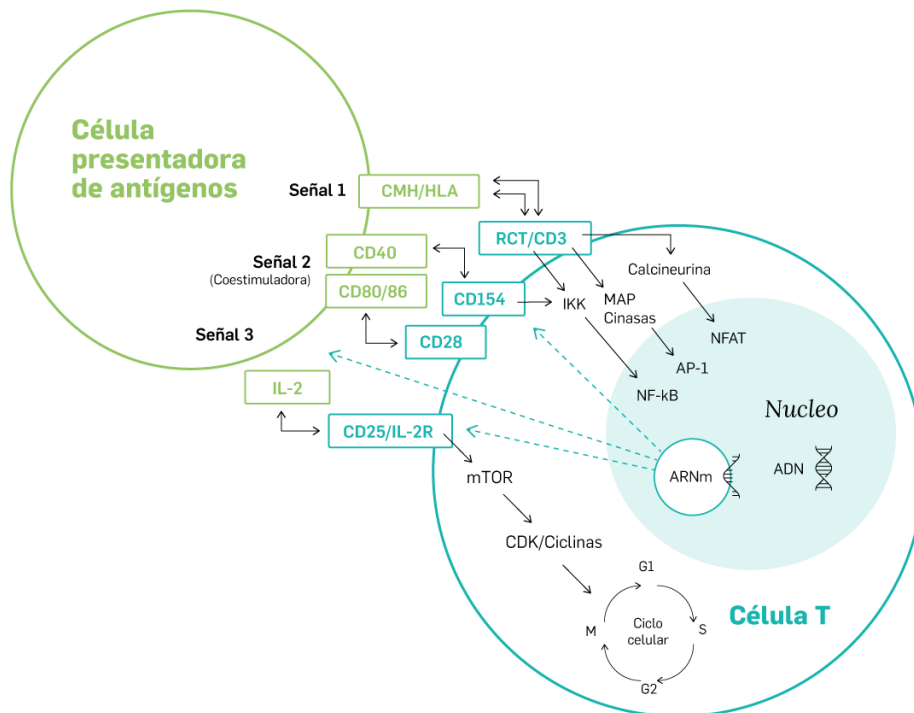 Célula
presentadora
de antígenos
Señal 1
CMH/HLA
RCT/CD3
CD40
Señal 2
(Coestimuladora)
CD80/86
CD154
IKK
MAP
Cinasas
Calcineurina
NFAT
Señal 3
CD28
AP-1
NF-kB
IL-2
Nucleo
CD25/IL-2R
ARNm
ADN
mTOR
CDK/Ciclinas
G1
M
Ciclo
celular
S
G2
Célula T